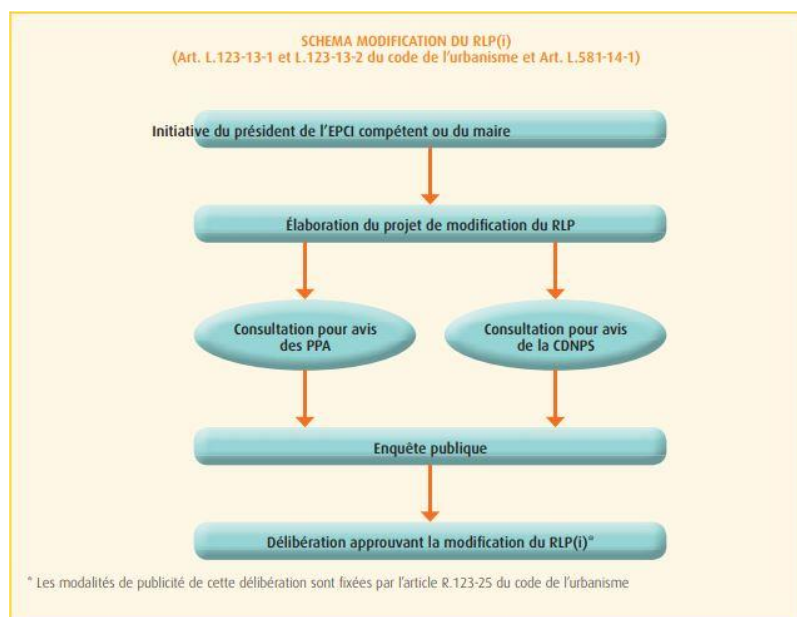 SCHEMA MODIFICATION DU RLP(i)
(Art. L.123-13-1 et L.123-13-2 du code de l'urbanisme et Art. L.581-14-1)
Initiative du président de l'EPCI compétent ou du maire
Élaboration du projet de modification du RLP
Consultation pour avis
des PPA
Consultation pour avis
de la CDNPS
Enquête publique
Délibération approuvant la modification du RLP(i)*
* Les modalités de publicité de cette délibération sont fixées par l'article R.123-25 du code de l'urbanisme